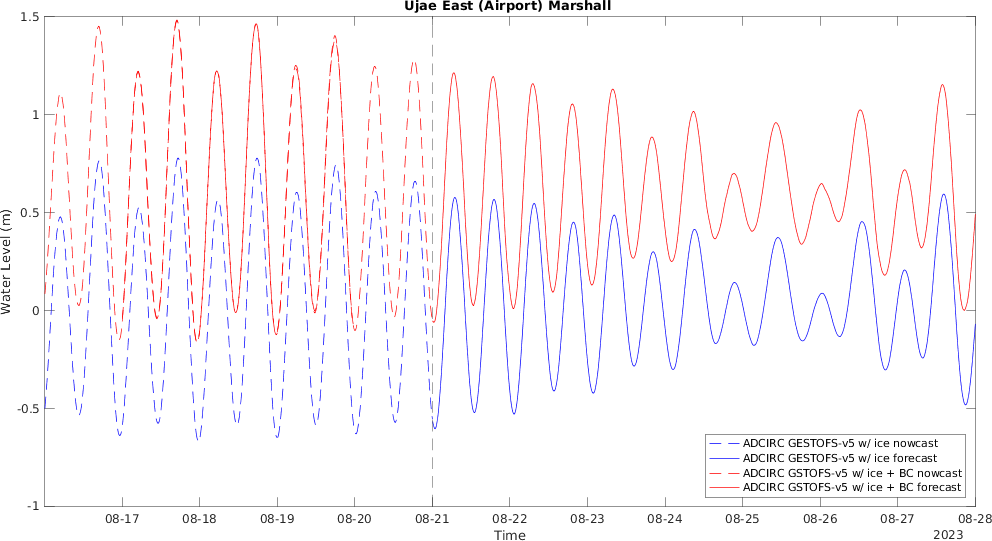 Ujae East (Airport) Marshall
Water Level (m)
1.5
1
0.5
0
-0.5
-1
ADCIRC GESTOFS-v5 w/ ice nowcast
ADCIRC GESTOFS-v5 w/ ice forecast
ADCIRC GSTOFS-v5 w/ ice + BC nowcast
ADCIRC GSTOFS-v5 w/ ice + BC forecast
08-17 08-18 08-19 08-20 08-21 08-22 08-23 08-24 08-25 08-26 08-27 08-28
Time
2023